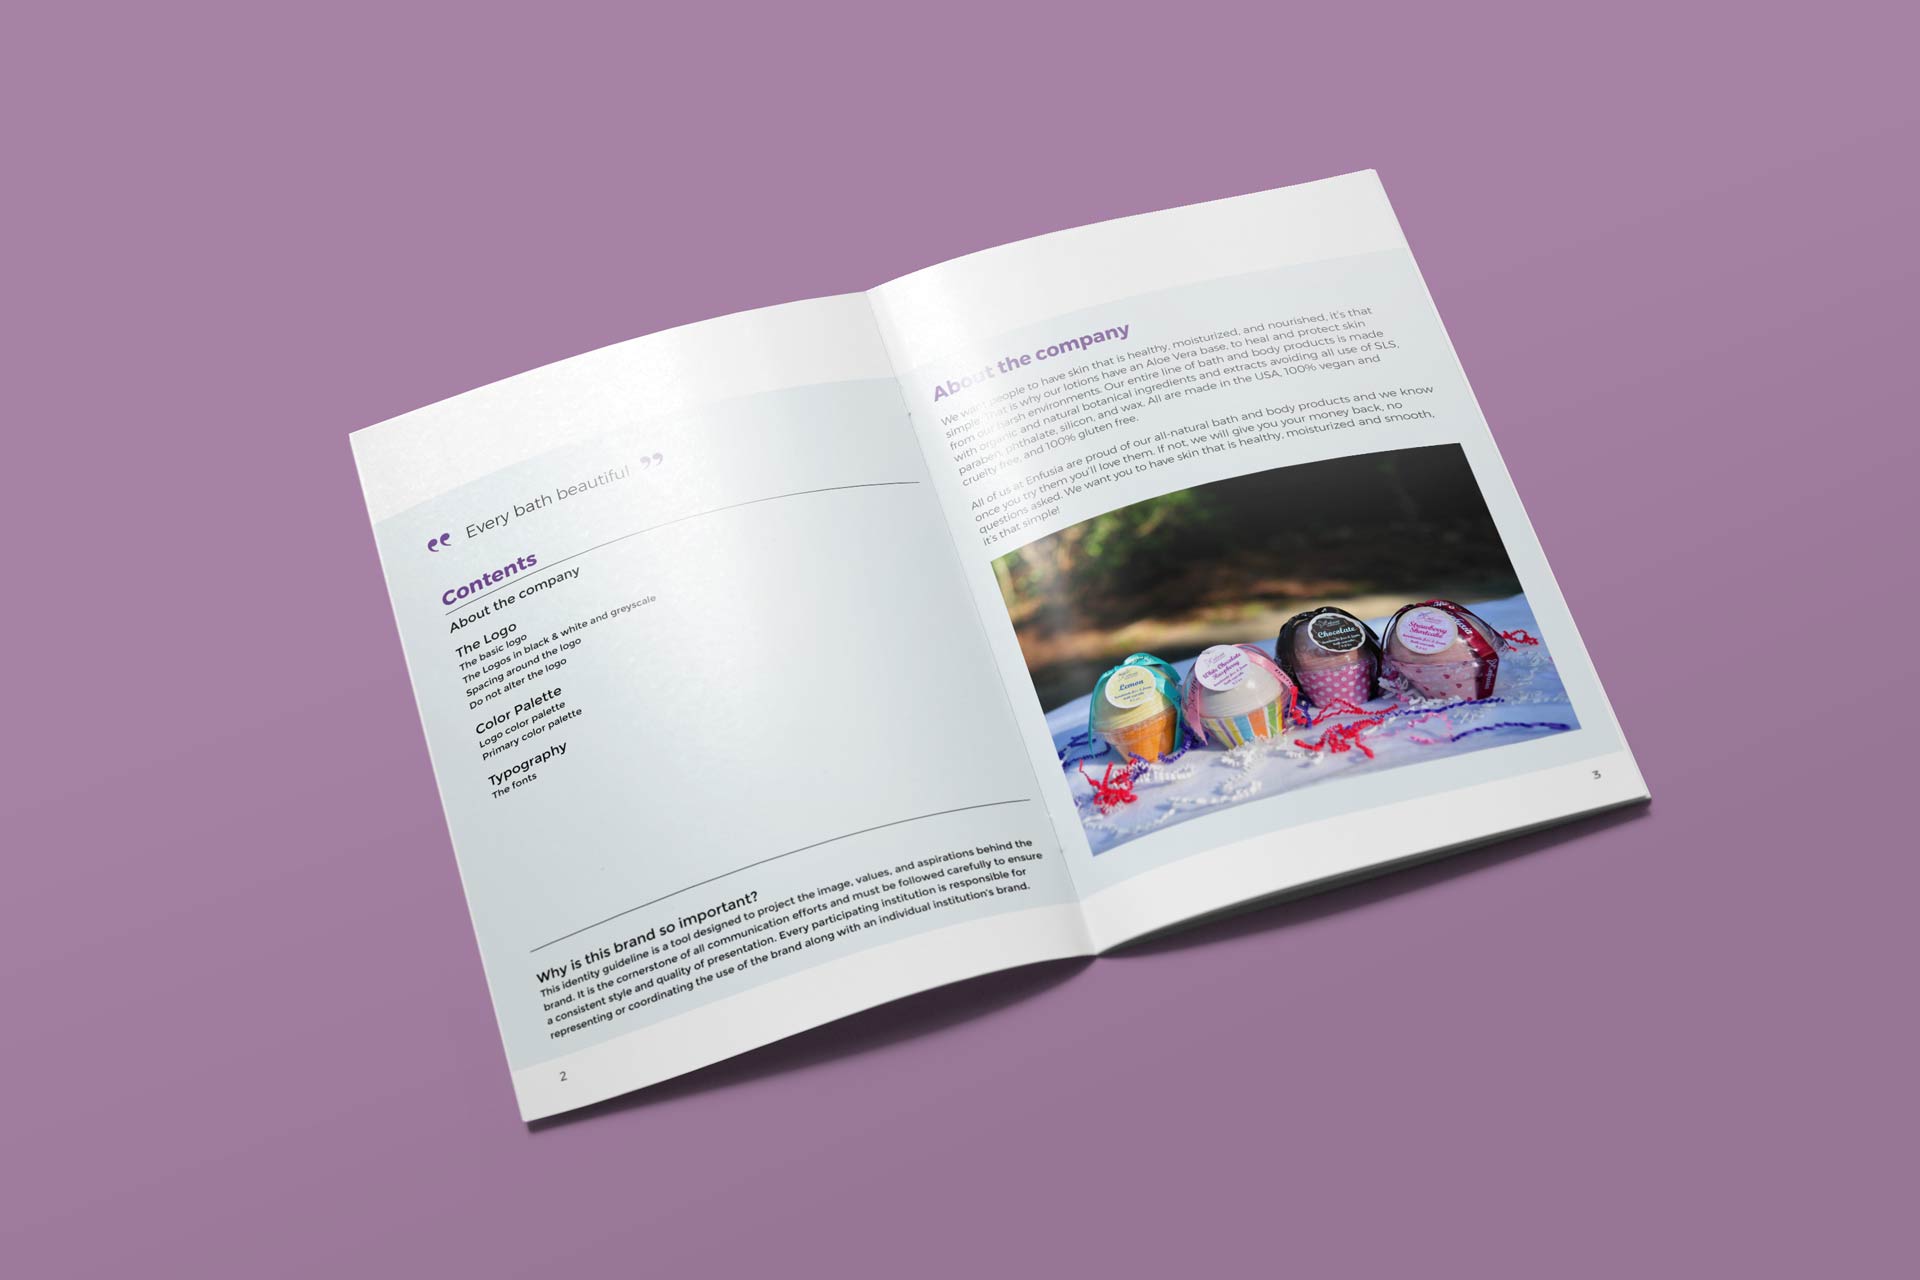 “ Every bath beautiful ”
Contents
About the company
The Logo
The basic logo
The Logos in black & white and greyscale
Spacing around the logo
Do not alter the logo
Color Palette
Logo color palette
Primary color palette
Typography
The fonts
Why is this brand so important?
This identity guideline is a tool designed to project the image, values, and aspirations behind the
brand. It is the cornerstone of all communication efforts and must be followed carefully to ensure
a consistent style and quality of presentation. Every participating institution is responsible for
representing or coordinating the use of the brand along with an individual institution's brand.
2
About the company
We want people to have skin that is healthy, moisturized, and nourished, it's that
simple. That is why our lotions have an Aloe Vera base, to heal and protect skin
from our harsh environments. Our entire line of bath and body products is made
with organic and natural botanical ingredients and extracts avoiding all use of SLS,
paraben, phthalate, silicon, and wax. All are made in the USA, 100% vegan and
cruelty free, and 100% gluten free.
All of us at Enfusia are proud of our all-natural bath and body products and we know
once you try them you'll love them. If not, we will give you your money back, no
questions asked. We want you to have skin that is healthy, moisturized and smooth,
it's that simple!
Lemon
White Chocolate
Raspberry
Chocolate
Strawberry
Shortcake
3